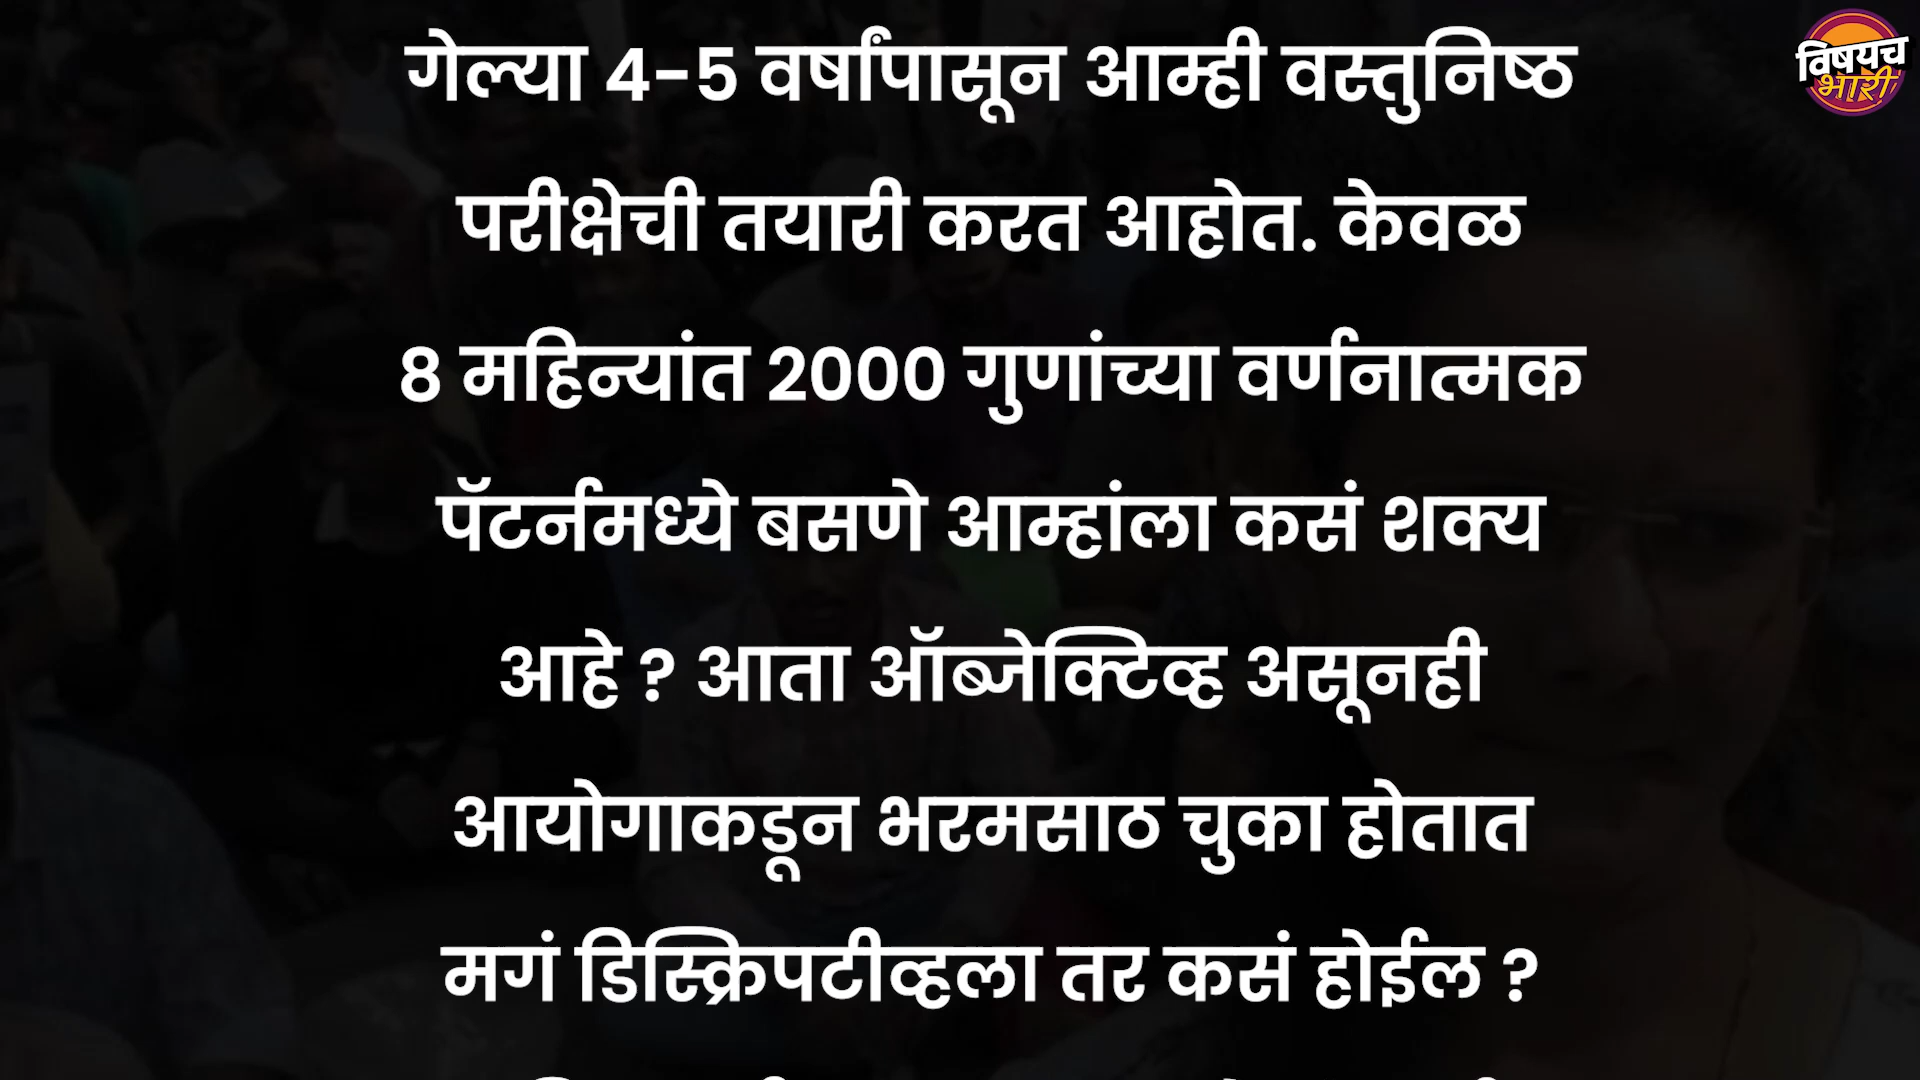 गेल्या 4-5 वर्षांपासून आम्ही वस्तुनिष्ठ
परीक्षेची तयारी करत आहोत. केवळ
8 महिन्यांत 2000 गुणांच्या वर्णनात्मक
पॅटर्नमध्ये बसणे आम्हांला कसं शक्य
आहे ? आता ऑब्जेक्टिव्ह असूनही
आयोगाकडून भरमसाठ चुका होतात
मगं डिस्क्रिपटीव्हला तर कसं होईल ?
विषयच
भारी